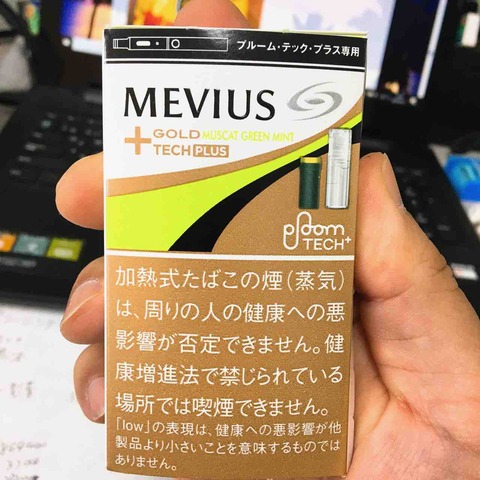 プルーム・テック・プラス専用
MEVIUS
GOLD MUSCAT GREEN MINT
TECH PLUS
Ploom
TECH+
加熱式たばこの煙(蒸気)
は、周りの人の健康への悪
影響が否定できません。健
康増進法で禁じられている
場所では喫煙できません。
「low」の表現は、健康への悪影響が他
製品より小さいことを意味するものでは
ありません。